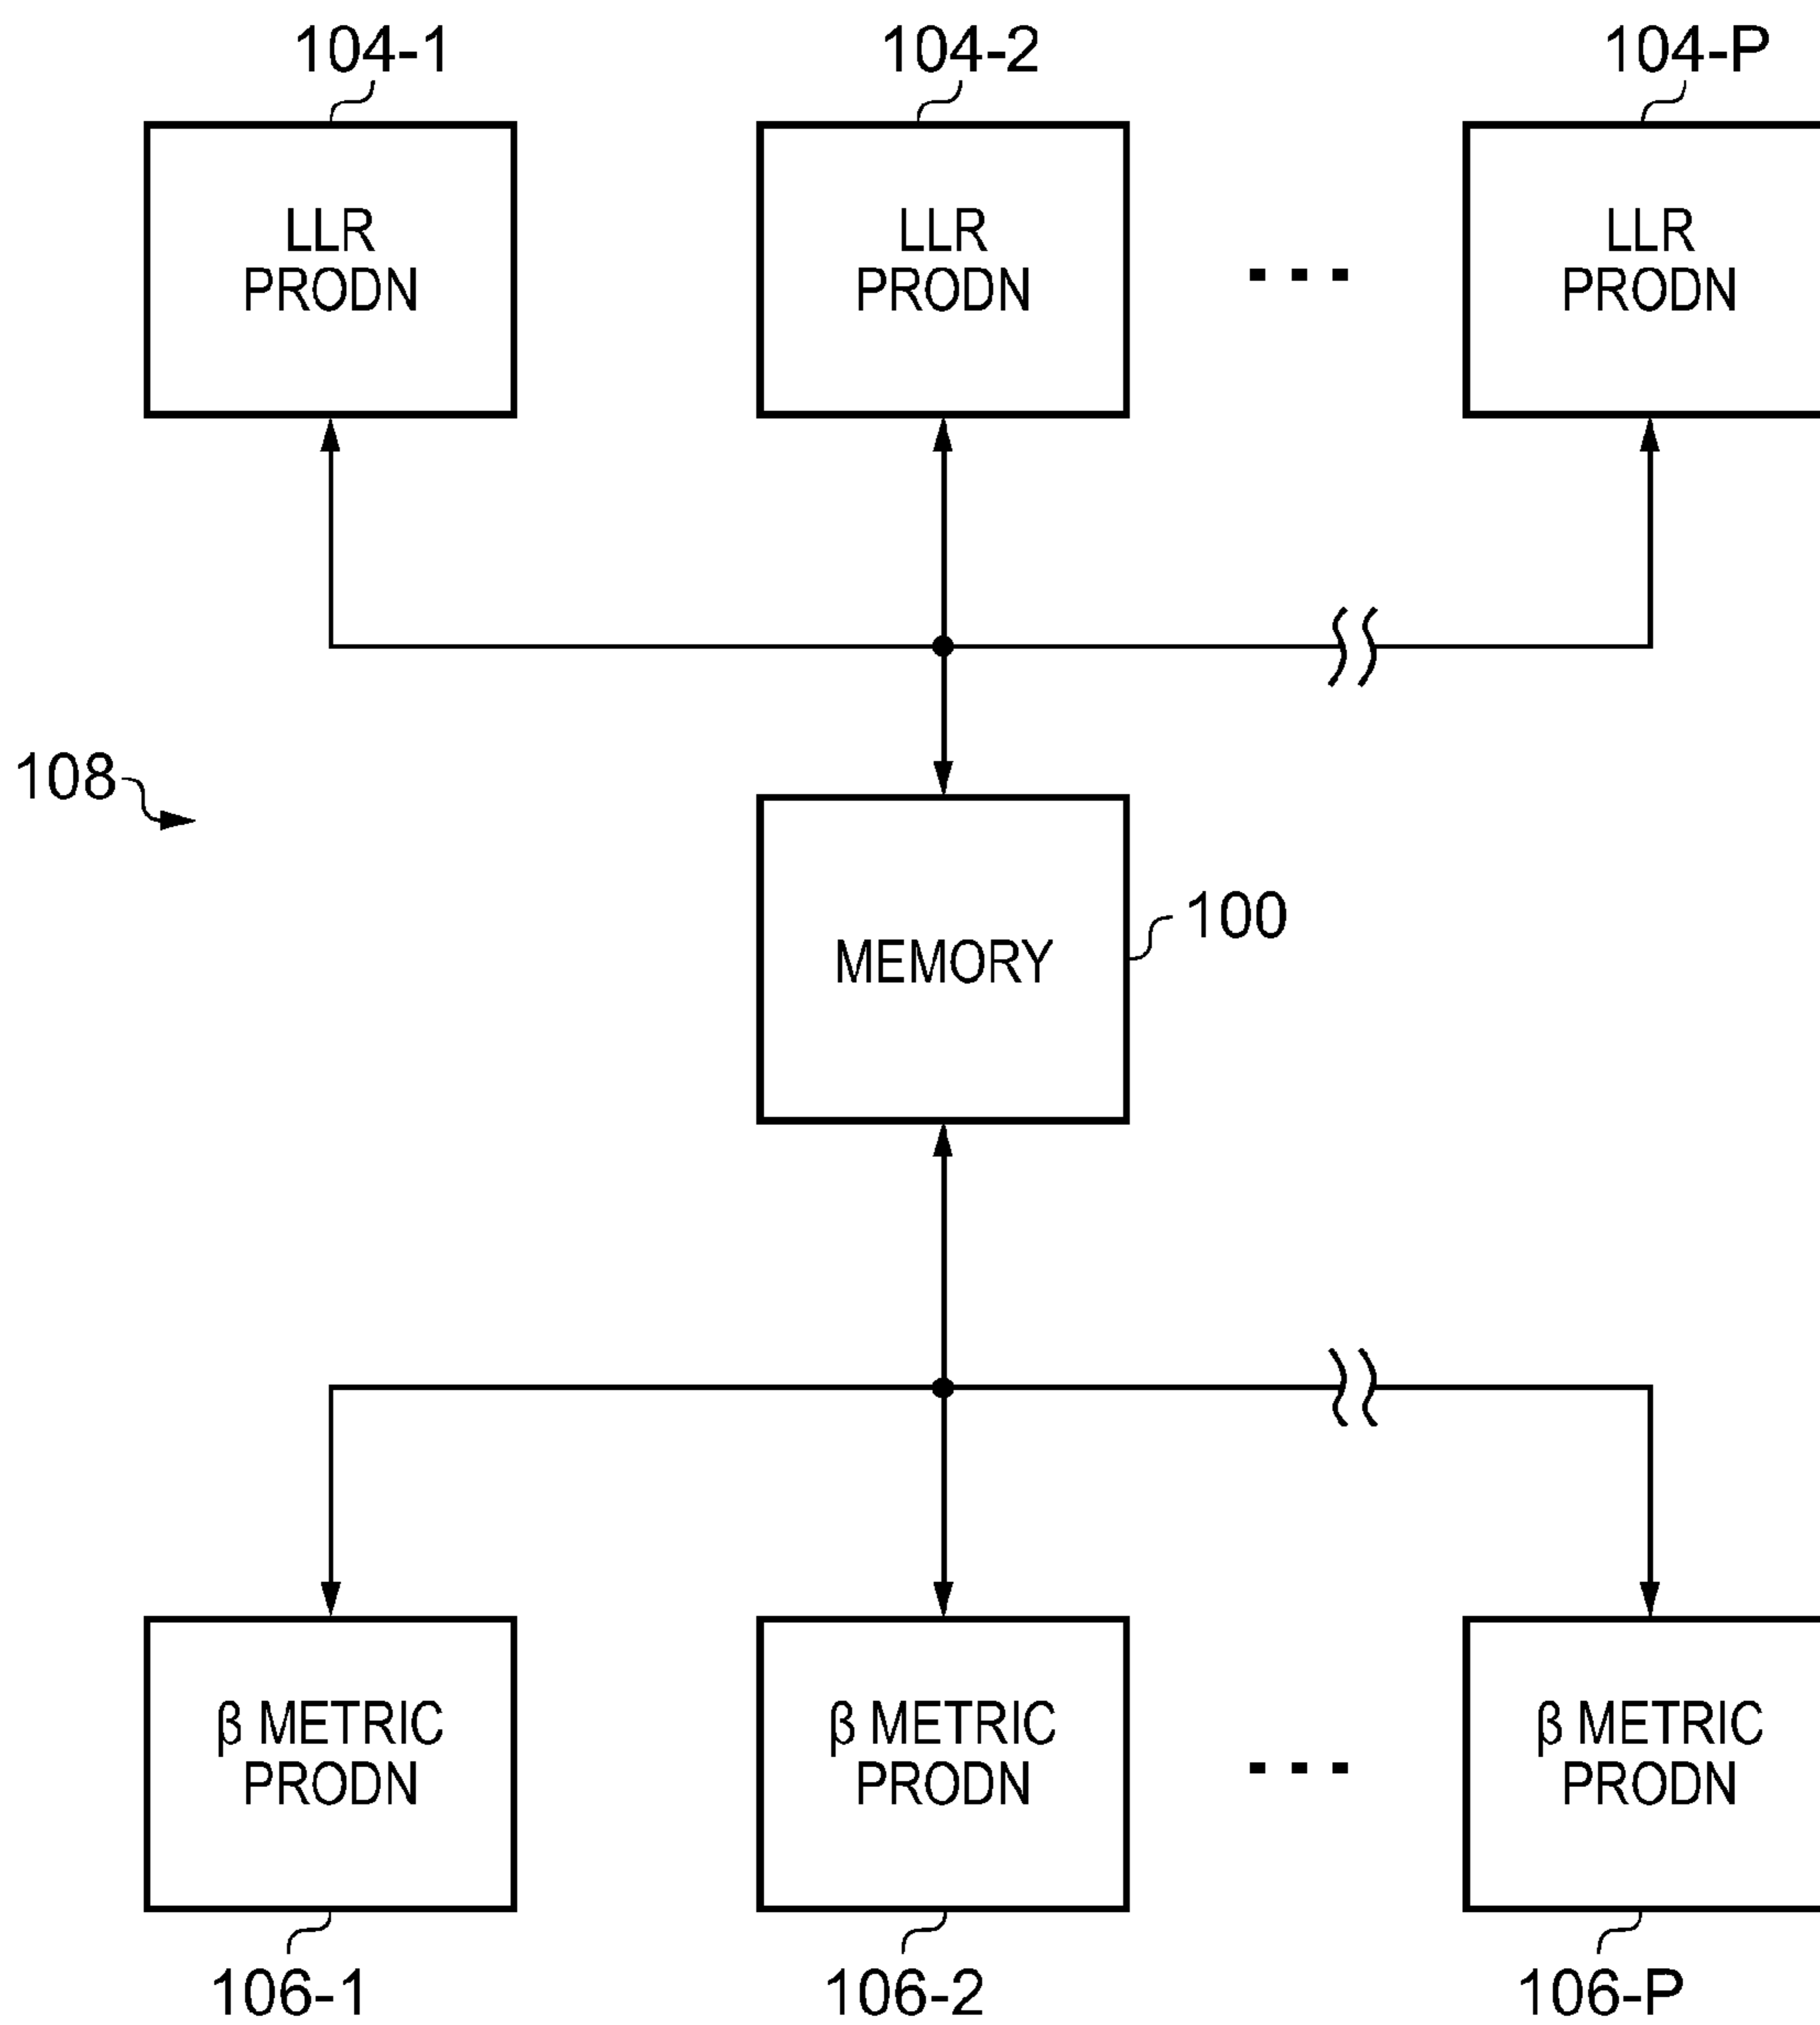 104-1
104-2
104-P
LLR
PRODN
LLR
PRODN
LLR
PRODN
108
MEMORY
100
β METRIC
PRODN
β METRIC
PRODN
β METRIC
PRODN
106-1
106-2
106-P